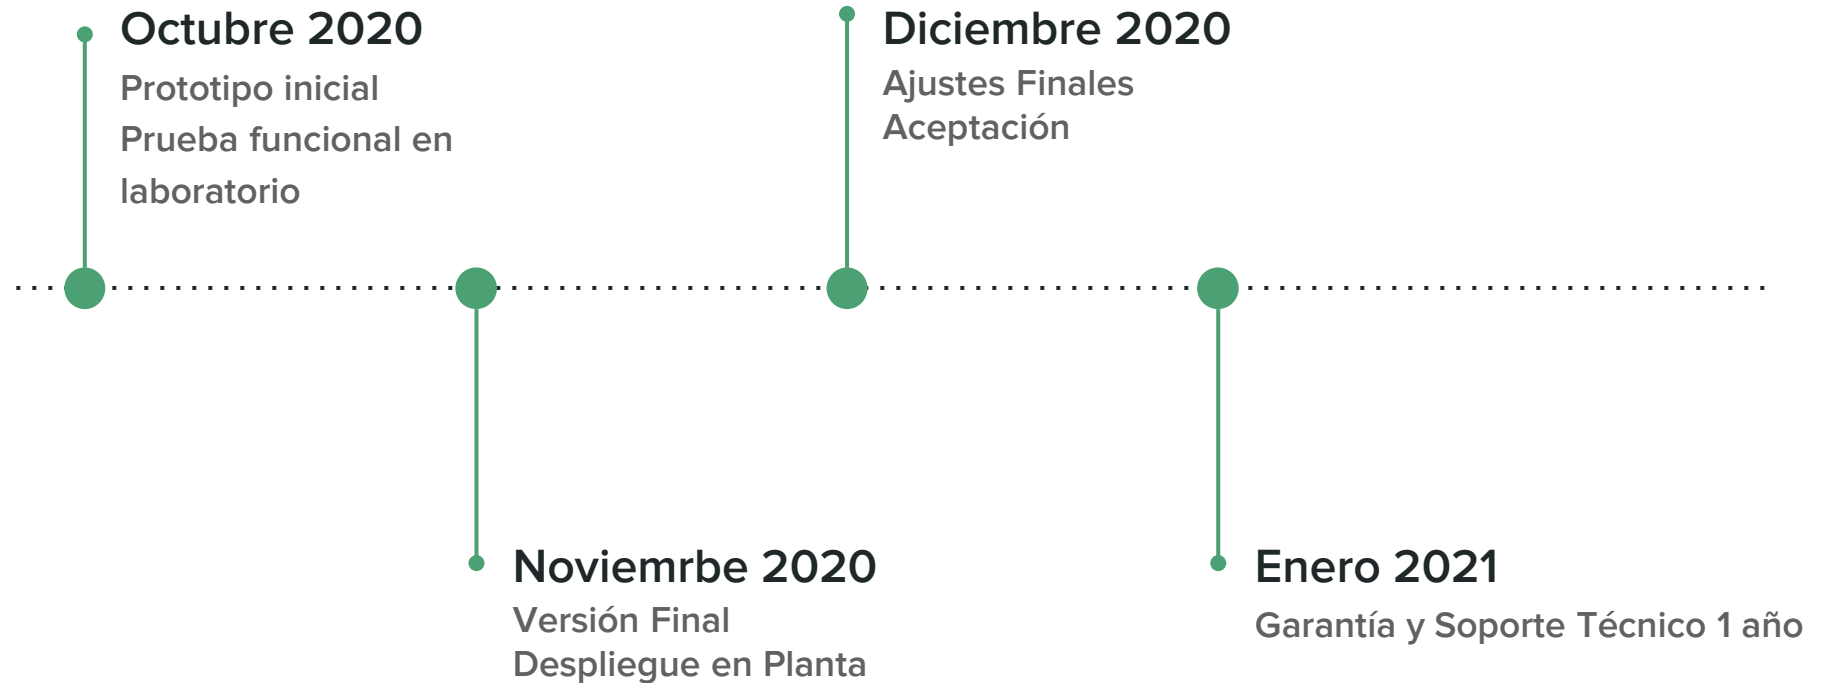 Octubre 2020
Prototipo inicial
Prueba funcional en
laboratorio
Diciembre 2020
Ajustes Finales
Aceptación
Noviemrbe 2020
Versión Final
Despliegue en Planta
Enero 2021
Garantía y Soporte Técnico 1 año